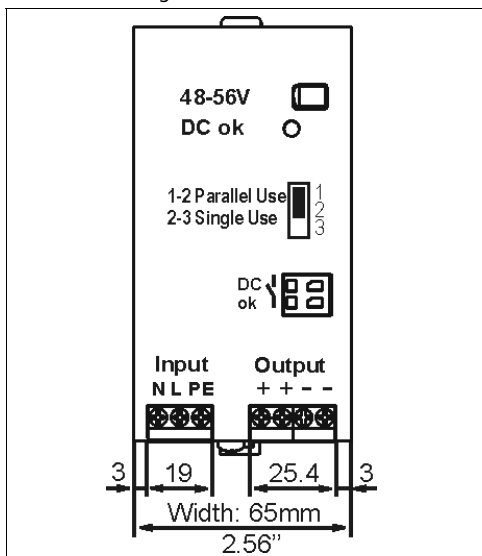 48-56V
DC ok
1-2 Parallel Use
2-3 Single Use
1
2
3
DC
ok
Input Output
N L PE + + - -
3 19 25.4 3
Width: 65mm
2.56”